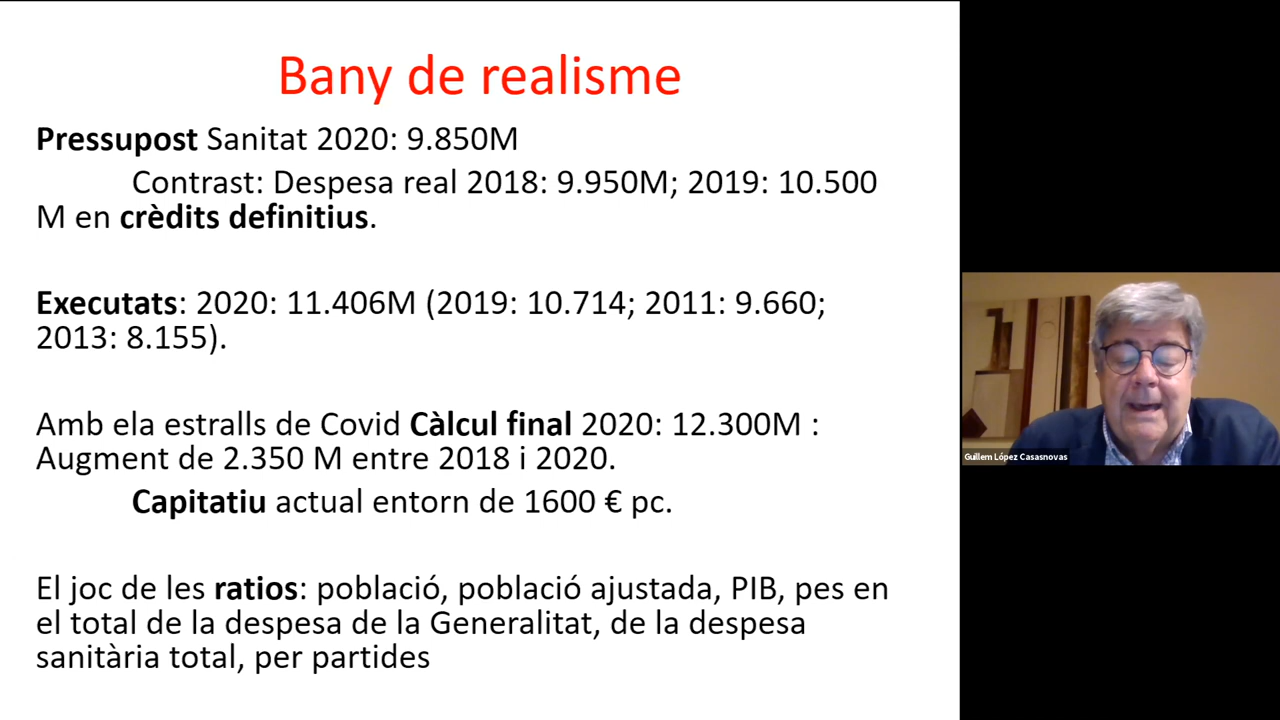 Bany de realisme
Pressupost Sanitat 2020: 9.850M
Contrast: Despesa real 2018: 9.950M; 2019: 10.500
M en crèdits definitius.
Executats: 2020: 11.406M (2019: 10.714; 2011: 9.660;
2013: 8.155).
Amb ela estralls de Covid Càlcul final 2020: 12.300M :
Augment de 2.350 M entre 2018 i 2020.
Capitatiu actual entorn de 1600 € pc.
El joc de les ratios: població, població ajustada, PIB, pes en
el total de la despesa de la Generalitat, de la despesa
sanitària total, per partides
Guillem López Casasnovas